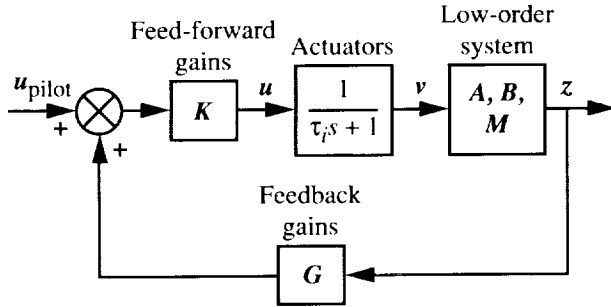 Feed-forward
gains
Actuators
Low-order
system
u_pilot
+
+
K
u
1
τ_i s + 1
v
A, B,
M
z
Feedback
gains
G